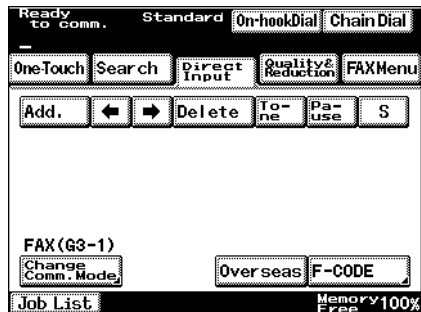 Ready to comm. Standard On-hookDial Chain Dial
One-Touch Search Direct Input Quality& Reduction FAXMenu
Add. Delete To-ne Pa-use S
FAX(G3-1)
Change Comm.Mode Overseas F-CODE
Job List Memory Free 100%